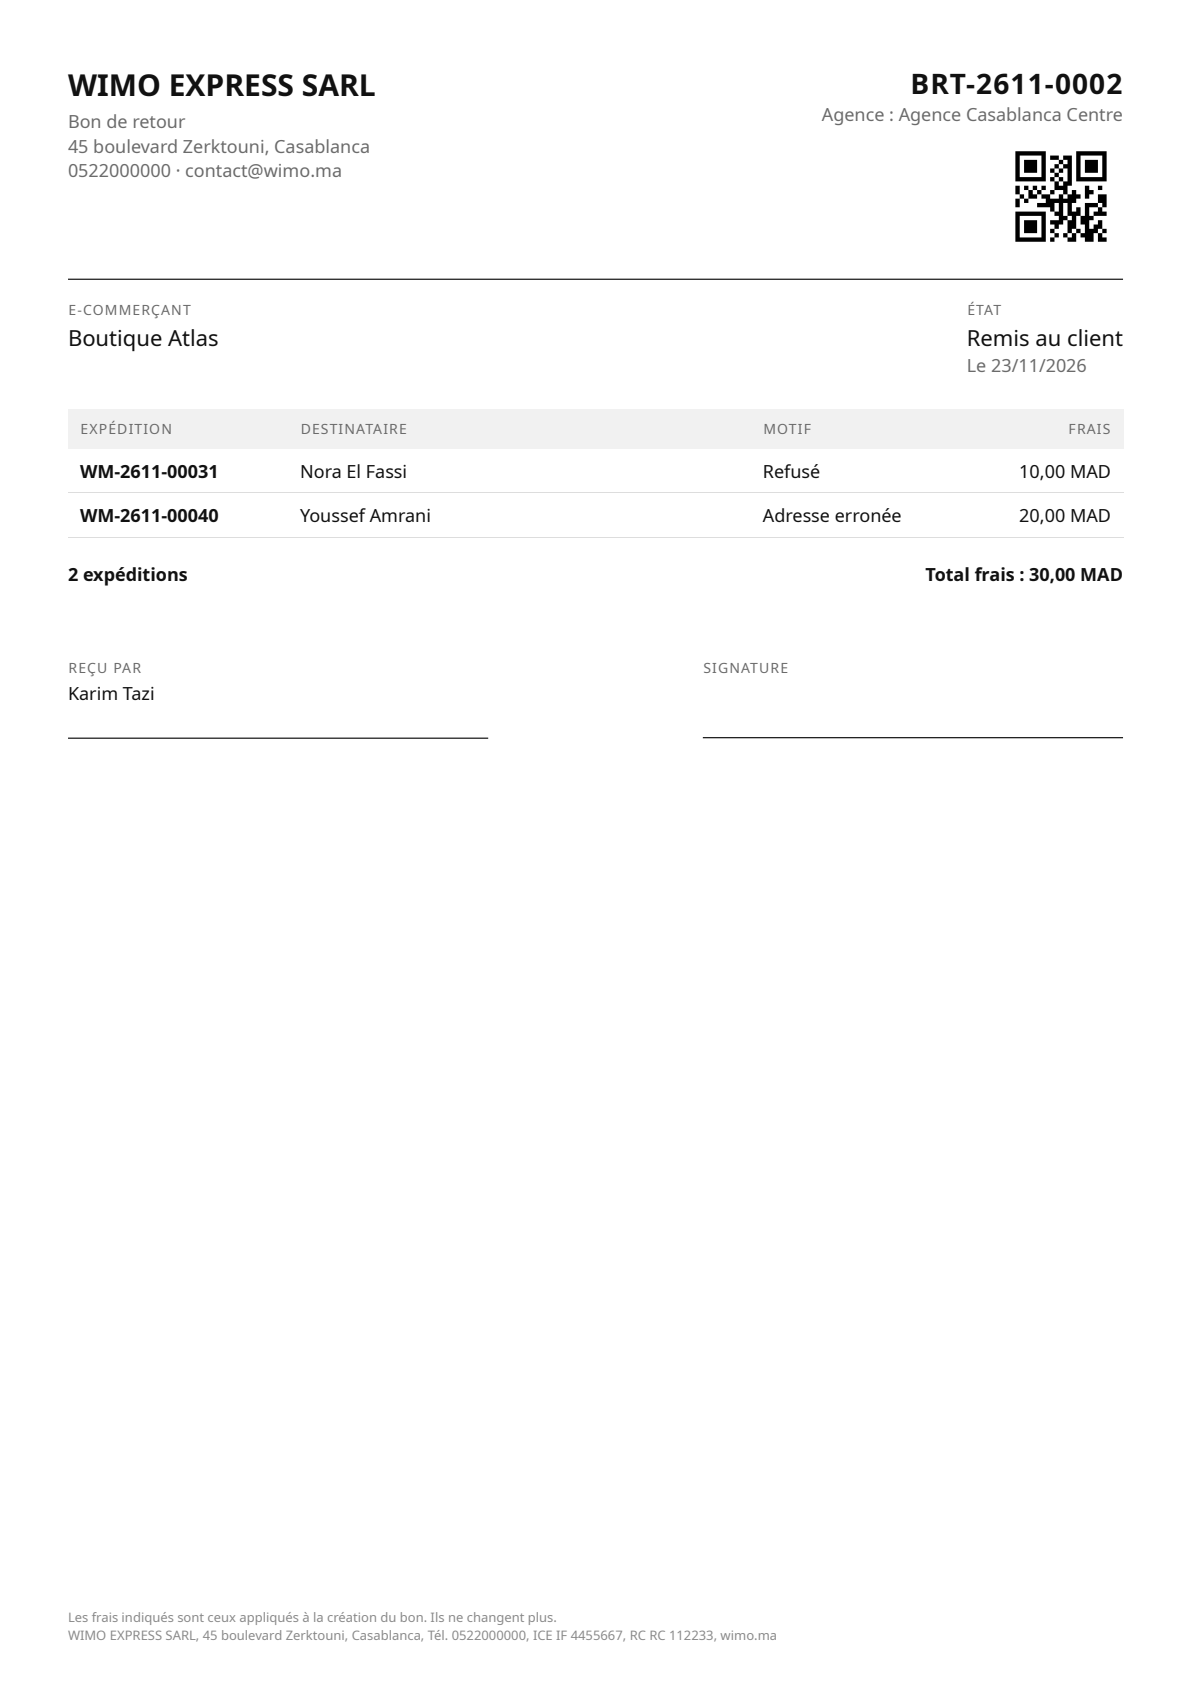 WIMO EXPRESS SARL
Bon de retour
45 boulevard Zerktouni, Casablanca
0522000000 · contact@wimo.ma
BRT-2611-0002
Agence : Agence Casablanca Centre
E-COMMERÇANT
Boutique Atlas
ÉTAT
Remis au client
Le 23/11/2026
EXPÉDITION DESTINATAIRE MOTIF FRAIS
WM-2611-00031 Nora El Fassi Refusé 10,00 MAD
WM-2611-00040 Youssef Amrani Adresse erronée 20,00 MAD
2 expéditions Total frais : 30,00 MAD
REÇU PAR
Karim Tazi
SIGNATURE
Les frais indiqués sont ceux appliqués à la création du bon. Ils ne changent plus.
WIMO EXPRESS SARL, 45 boulevard Zerktouni, Casablanca, Tél. 0522000000, ICE IF 4455667, RC RC 112233, wimo.ma